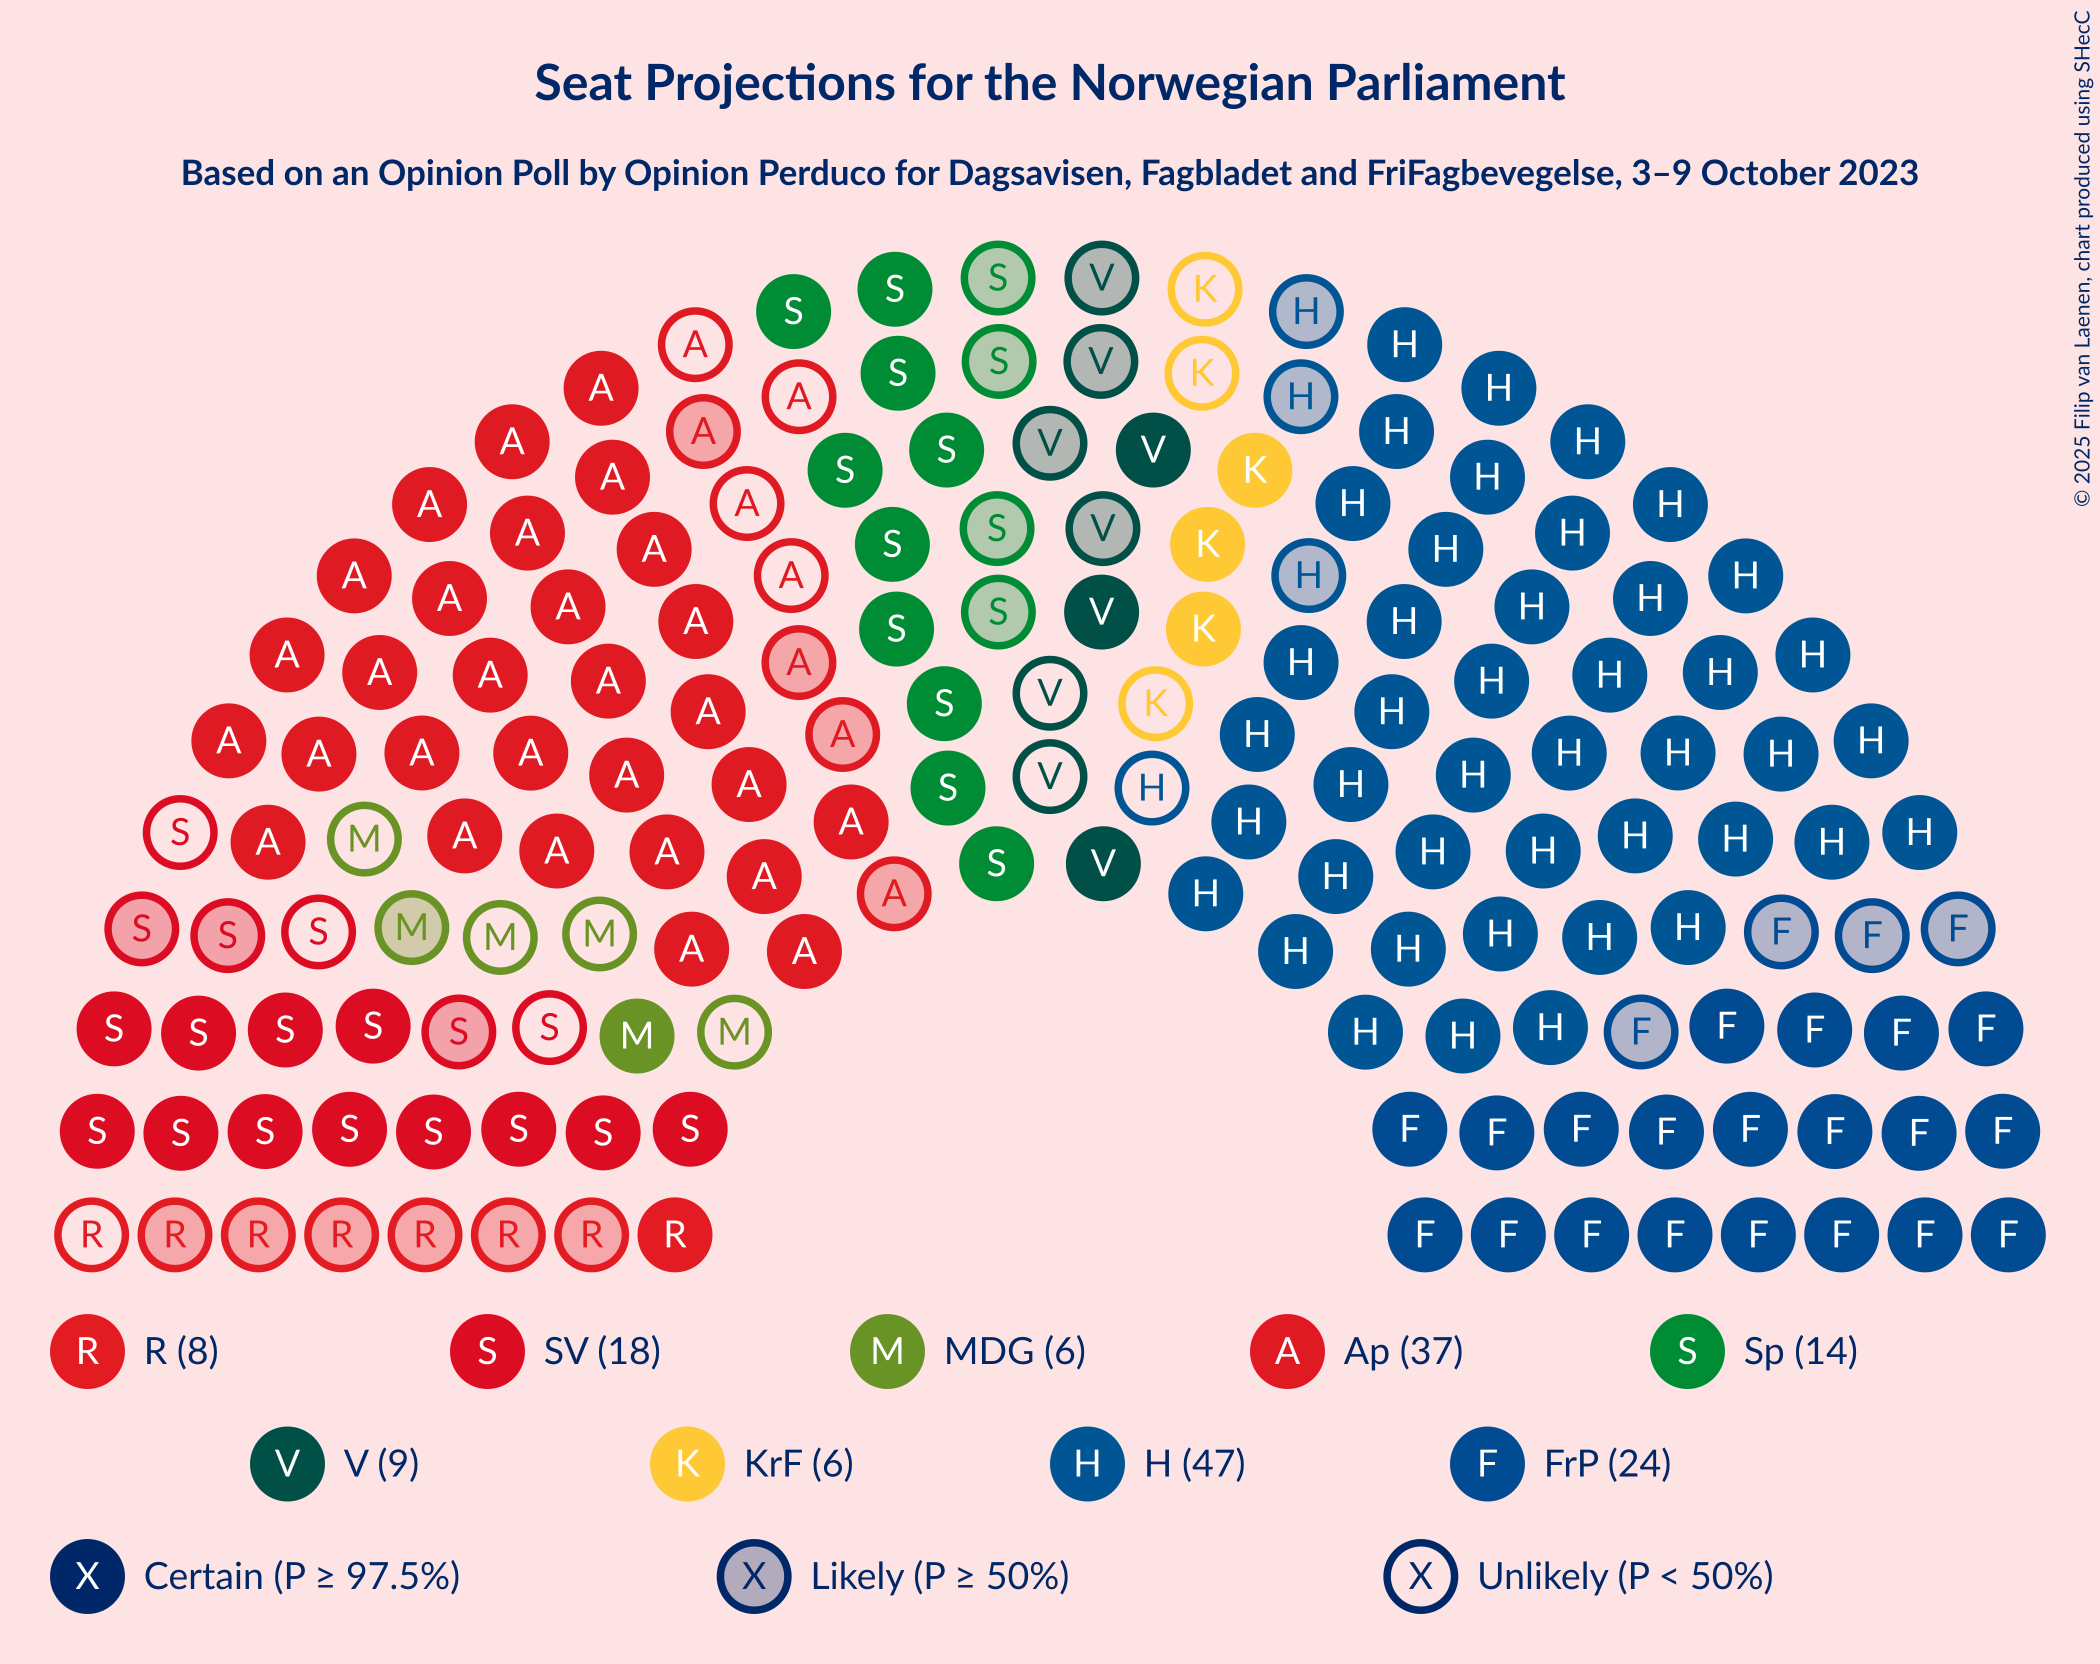 Seat Projections for the Norwegian Parliament
Based on an Opinion Poll by Opinion Perduco for Dagsavisen, Fagbladet and FriFagbevegelse, 3–9 October 2023
© 2025 Filip van Laenen, chart produced using SHecC
S S V K H
S H
A H
S S V K H
A H
A A H H
A S V K H
S V H
A A H H
A A H H
A S V K H
A H
A A H H
A A H H
S V K H
A A H H
A A H H
A A H H
A A S V K H H
A A A A V H H H H
A A A A A S H H H H H H
S A M A A A A A S V H H H H H H H H
S S S M M M A A A H H H H H H F F F
S S S S S S M M H H H F F F F F
S S S S S S S S F F F F F F F F
R R R R R R R R F F F F F F F F
R R (8) S SV (18) M MDG (6) A Ap (37) S Sp (14)
V V (9) K KrF (6) H H (47) F FrP (24)
X Certain (P ≥ 97.5%) X Likely (P ≥ 50%) X Unlikely (P < 50%)